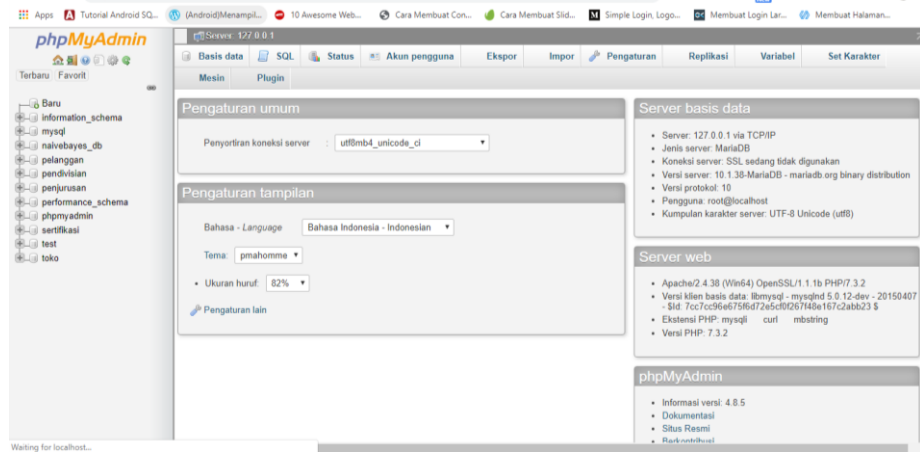 Apps Tutorial Android SQ... (Android)Menampil... 10 Awesome Web... Cara Membuat Con... Cara Membuat Slid... Simple Login, Logo... Membuat Login Lar... Membuat Halaman...
phpMyAdmin
Terbaru Favorit
Baru
information_schema
mysql
naivebayes_db
pelanggan
pendivisian
penjurusan
performance_schema
phpmyadmin
sertifikasi
test
toko
Server: 127.0.0.1
Basis data SQL Status Akun pengguna Ekspor Impor Pengaturan Replikasi Variabel Set Karakter
Mesin Plugin
Pengaturan umum
Penyortiran koneksi server : utf8mb4_unicode_ci
Pengaturan tampilan
Bahasa - Language Bahasa Indonesia - Indonesian
Tema: pmahomme
Ukuran huruf: 82%
Pengaturan lain
Server basis data
Server: 127.0.0.1 via TCP/IP
Jenis server: MariaDB
Koneksi server: SSL sedang tidak digunakan
Versi server: 10.1.38-MariaDB - mariadb.org binary distribution
Versi protokol: 10
Pengguna: root@localhost
Kumpulan karakter server: UTF-8 Unicode (utf8)
Server web
Apache/2.4.38 (Win64) OpenSSL/1.1.1b PHP/7.3.2
Versi klien basis data: libmysql - mysqlnd 5.0.12-dev - 20150407
- $Id: 7cc7cc96e675f6d72e5cf0f267f48e167c2abb23 $
Ekstensi PHP: mysqli curl mbstring
Versi PHP: 7.3.2
phpMyAdmin
Informasi versi: 4.8.5
Dokumentasi
Situs Resmi
Berkontribusi
Waiting for localhost...